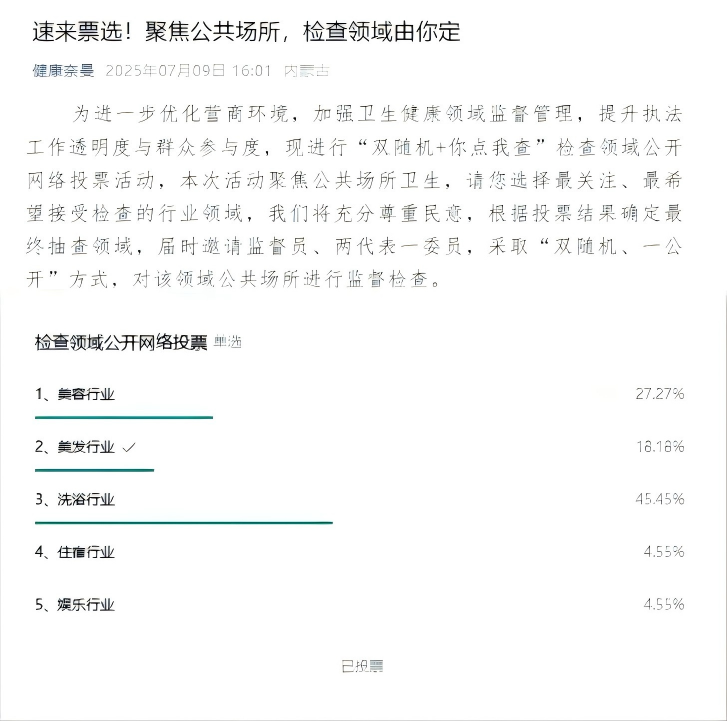 速来票选！聚焦公共场所，检查领域由你定
健康奈曼 2025年07月09日 16:01 内蒙古
为进一步优化营商环境，加强卫生健康领域监督管理，提升执法
工作透明度与群众参与度，现进行“双随机+你点我查”检查领域公开
网络投票活动，本次活动聚焦公共场所卫生，请您选择最关注、最希
望接受检查的行业领域，我们将充分尊重民意，根据投票结果确定最
终抽查领域，届时邀请监督员、两代表一委员，采取“双随机、一公
开”方式，对该领域公共场所进行监督检查。
检查领域公开网络投票 单选
1、美容行业 27.27%
2、美发行业 18.18%
3、洗浴行业 45.45%
4、住宿行业 4.55%
5、娱乐行业 4.55%
已投票